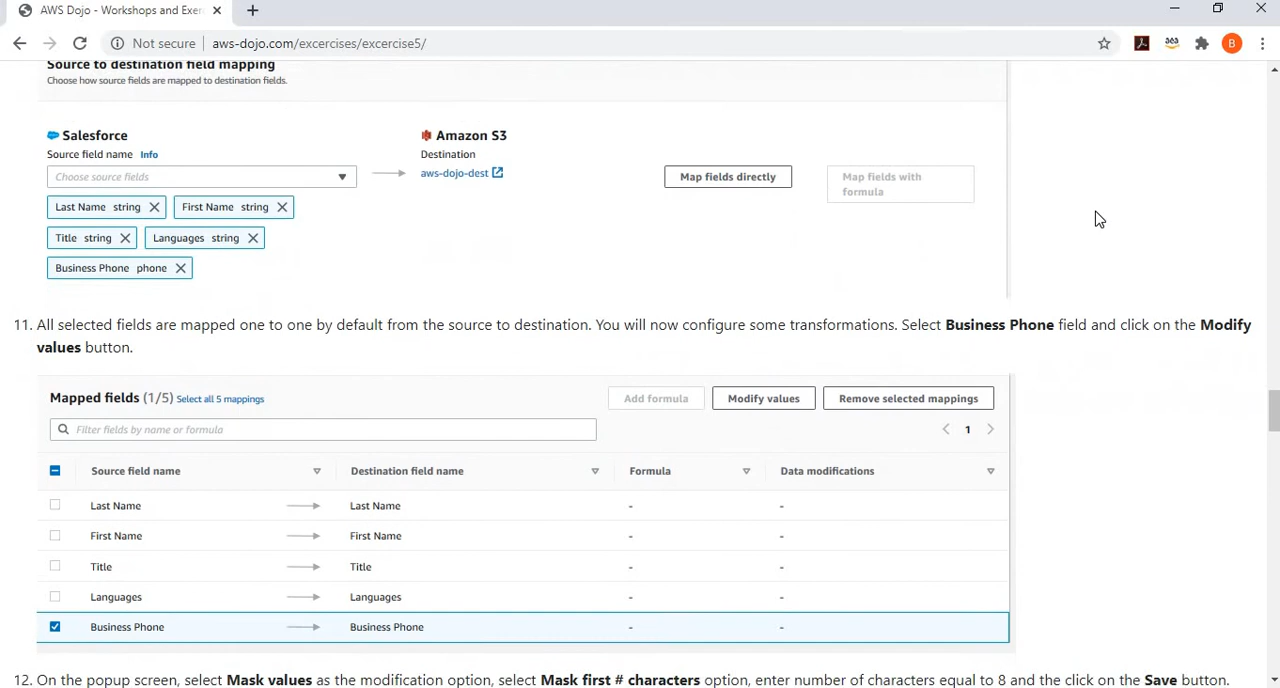 AWS Dojo - Workshops and Exer
Not secure aws-dojo.com/excercises/excercise5/
B
Source to destination field mapping
Choose how source fields are mapped to destination fields.
Salesforce
Amazon S3
Source field name Info
Destination
Choose source fields
aws-dojo-dest
Map fields directly
Map fields with
formula
Last Name string
First Name string
Title string
Languages string
Business Phone phone
11. All selected fields are mapped one to one by default from the source to destination. You will now configure some transformations. Select Business Phone field and click on the Modify
values button.
Mapped fields (1/5) Select all 5 mappings
Add formula
Modify values
Remove selected mappings
Filter fields by name or formula
1
Source field name Destination field name Formula Data modifications
Last Name Last Name - -
First Name First Name - -
Title Title - -
Languages Languages - -
Business Phone Business Phone - -
12. On the popup screen, select Mask values as the modification option, select Mask first # characters option, enter number of characters equal to 8 and the click on the Save button.